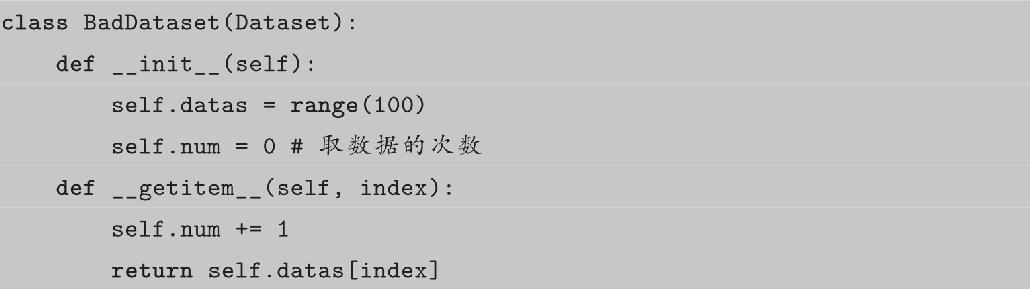 class BadDataset(Dataset):
    def __init__(self):
        self.datas = range(100)
        self.num = 0 # 取数据的次数
    def __getitem__(self, index):
        self.num += 1
        return self.datas[index]